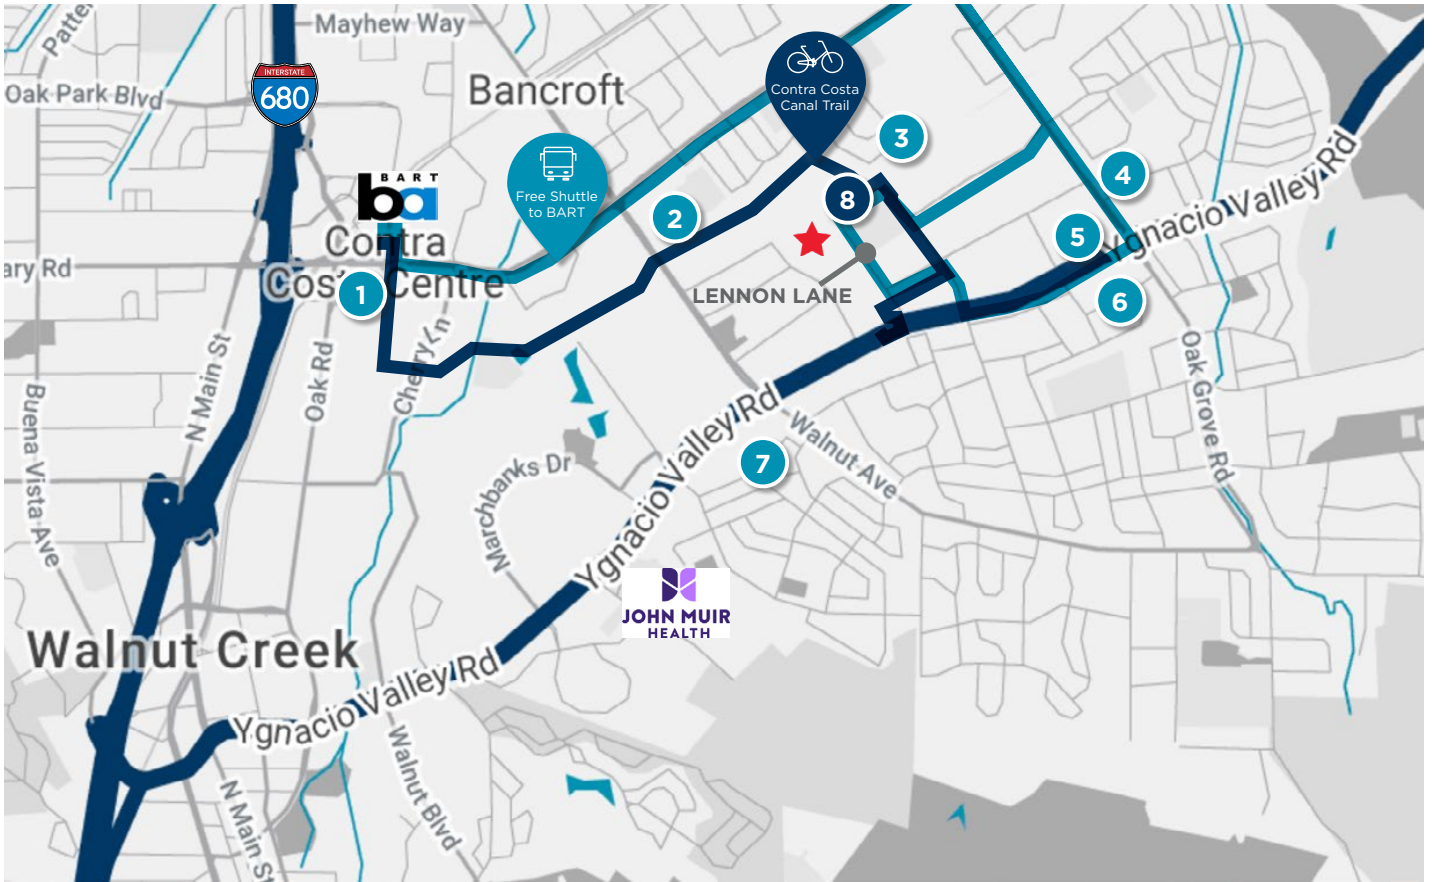 Patte
Mayhew Way
INTERSTATE
680
Oak Park Blvd
Bancroft
Contra Costa
Canal Trail
3
BART
ba
Free Shuttle
to BART
2
8
4
Contra
Costa Centre
ary Rd
1
LENNON LANE
5
6
Ygnacio Valley Rd
N Main St
Oak Rd
Cherry Ln
Buena Vista Ave
Oak Grove Rd
Walnut Ave
7
Marchbanks Dr
Ygnacio Valley Rd
JOHN MUIR
HEALTH
Walnut Creek
Ygnacio Valley Rd
N Main St
Walnut Blvd